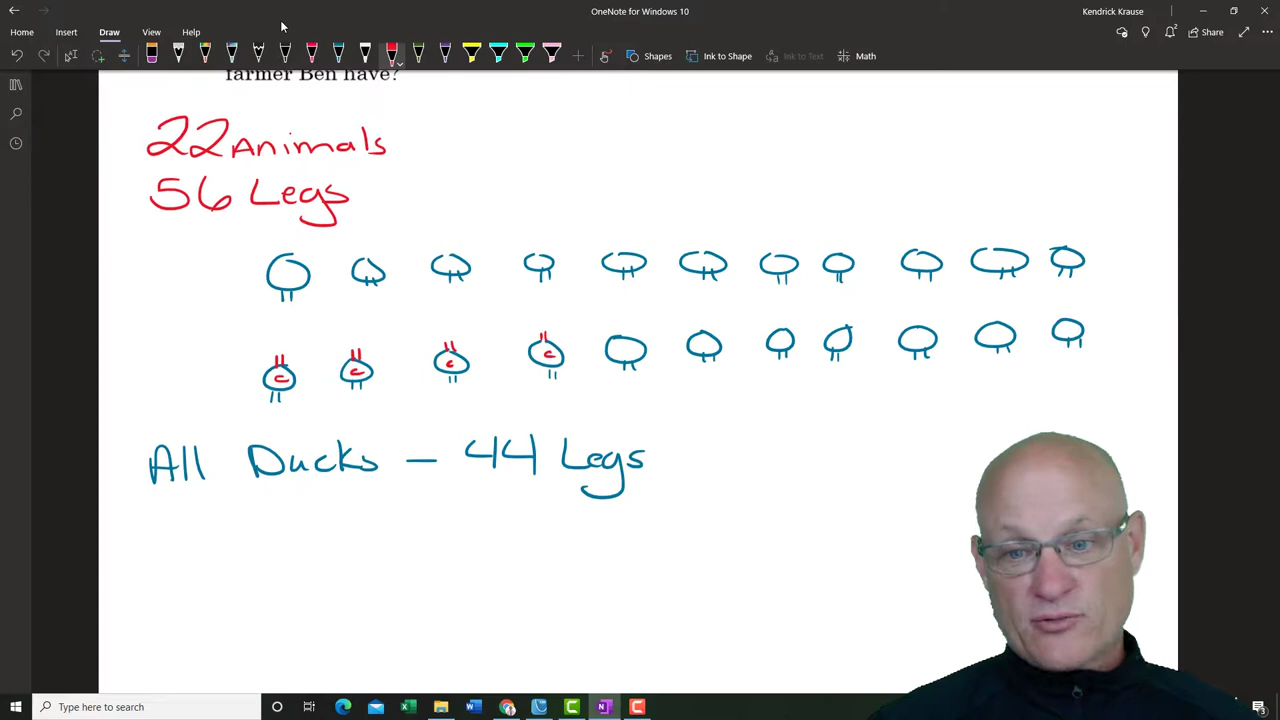 OneNote for Windows 10
Kendrick Krause
Home Insert Draw View Help
Share
Shapes Ink to Shape Ink to Text Math
farmer Ben have?
22 Animals
56 Legs
c c c c
All Ducks - 44 Legs
Type here to search